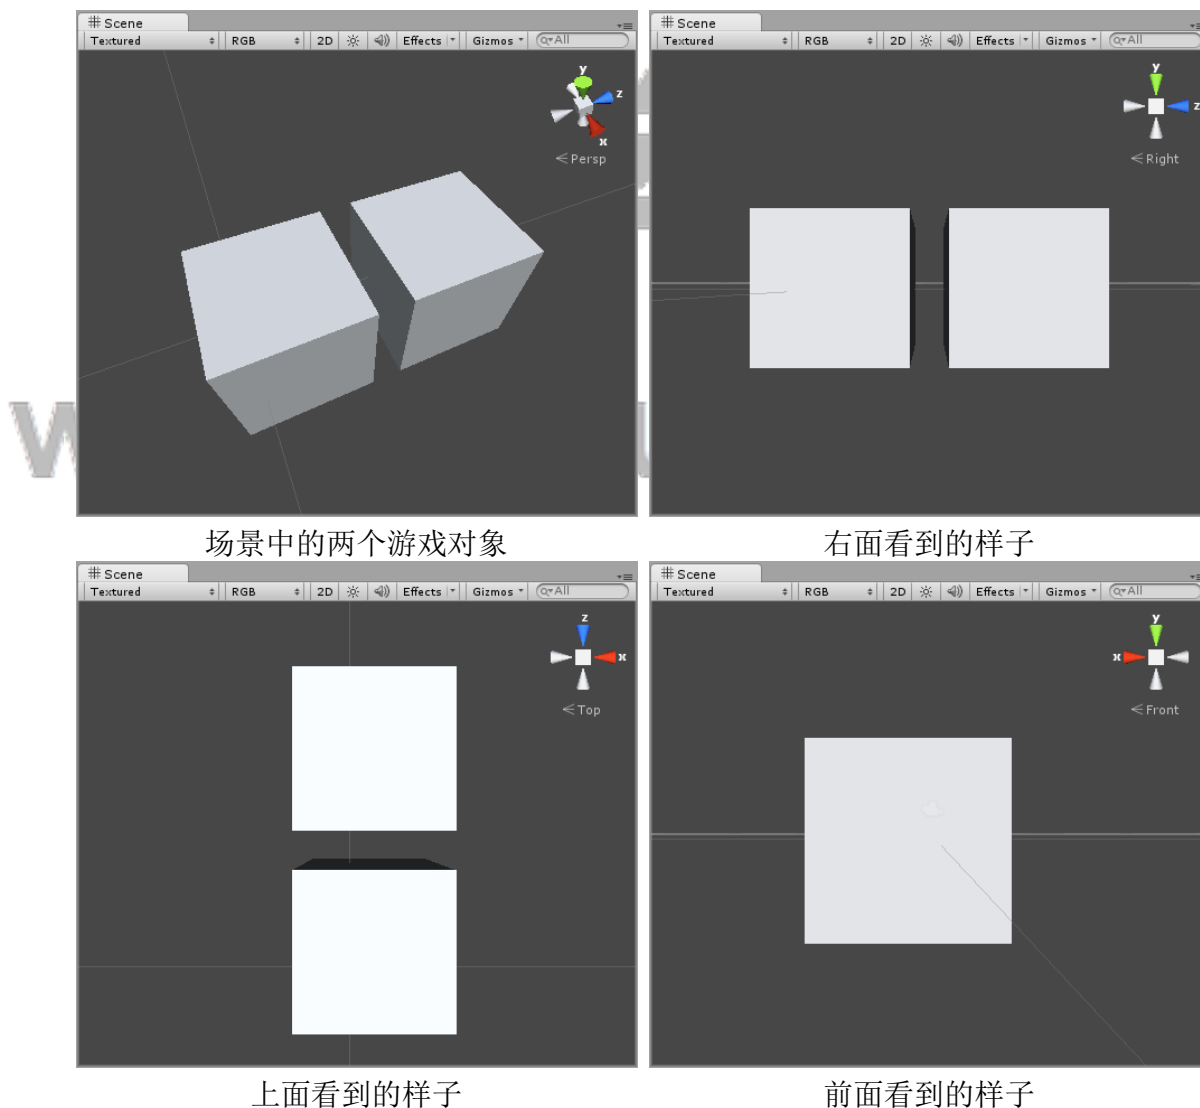 Scene
Textured RGB 2D Effects Gizmos All
y
z
x
Persp
Scene
Textured RGB 2D Effects Gizmos All
y
z
Right
场景中的两个游戏对象
右面看到的样子
Scene
Textured RGB 2D Effects Gizmos All
z
x
Top
Scene
Textured RGB 2D Effects Gizmos All
y
x
Front
上面看到的样子
前面看到的样子